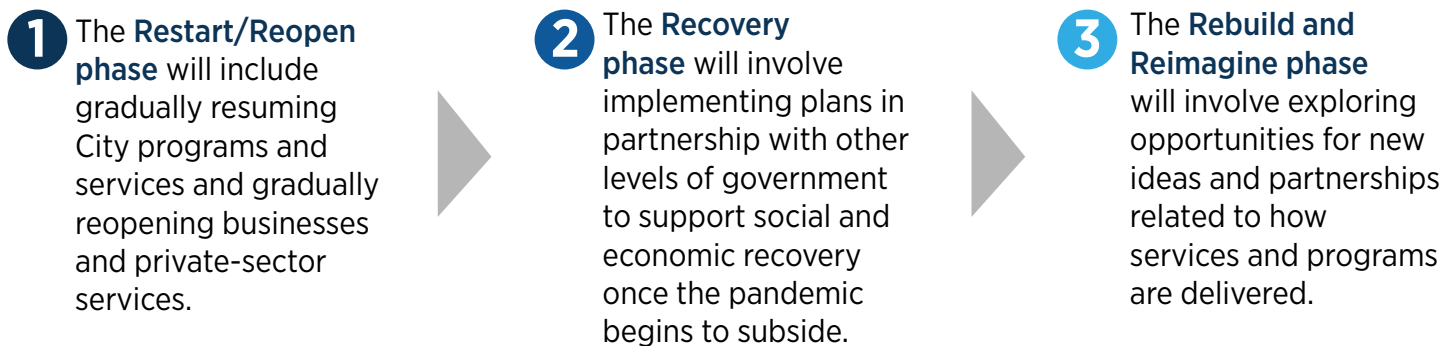 1 The Restart/Reopen
phase will include
gradually resuming
City programs and
services and gradually
reopening businesses
and private-sector
services.
2 The Recovery
phase will involve
implementing plans in
partnership with other
levels of government
to support social and
economic recovery
once the pandemic
begins to subside.
3 The Rebuild and
Reimagine phase
will involve exploring
opportunities for new
ideas and partnerships
related to how
services and programs
are delivered.